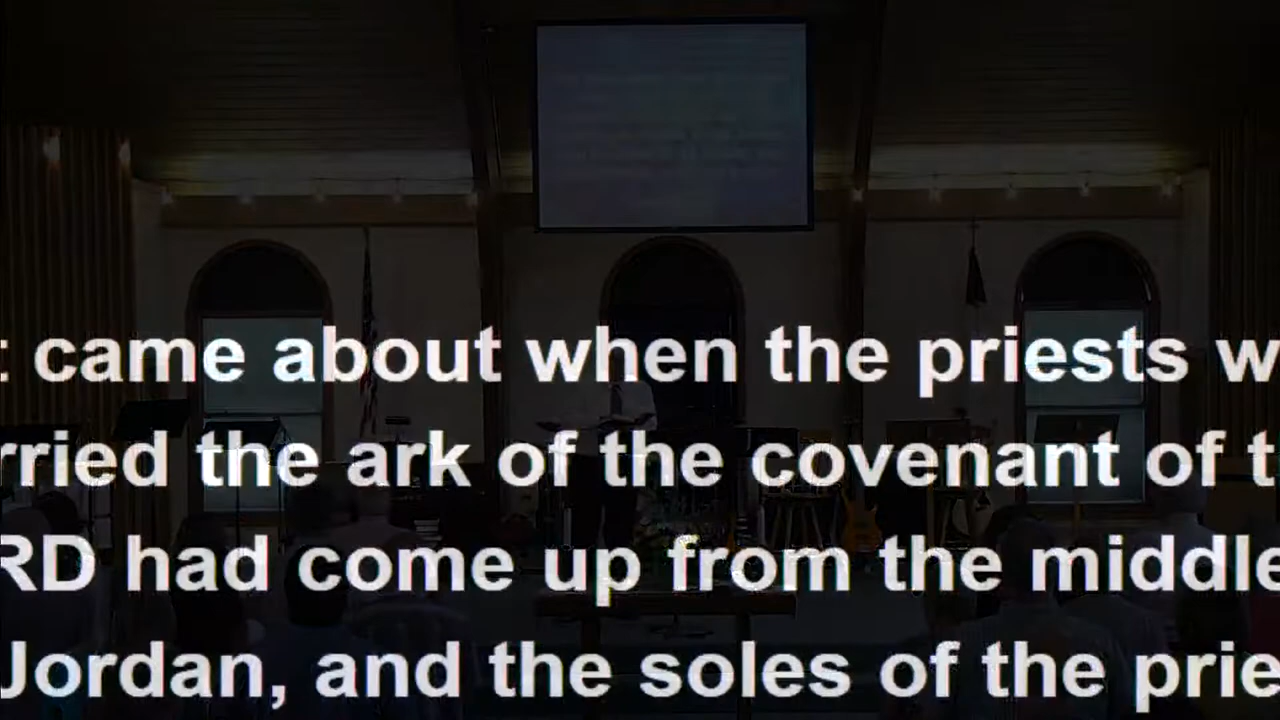 came about when the priests w
rried the ark of the covenant of t
RD had come up from the middle
Jordan, and the soles of the prie